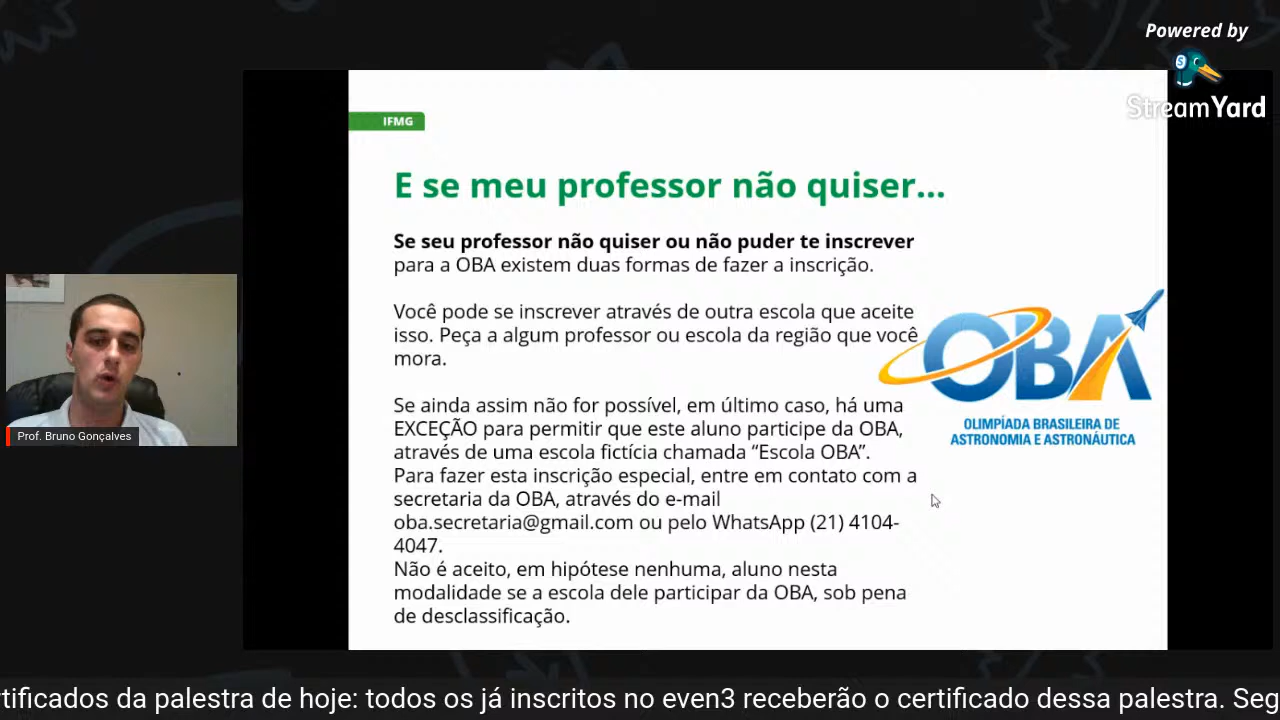 Powered by
StreamYard
IFMG
E se meu professor não quiser...
Se seu professor não quiser ou não puder te inscrever
para a OBA existem duas formas de fazer a inscrição.
Você pode se inscrever através de outra escola que aceite
isso. Peça a algum professor ou escola da região que você
mora.
Se ainda assim não for possível, em último caso, há uma
EXCEÇÃO para permitir que este aluno participe da OBA,
através de uma escola fictícia chamada “Escola OBA”.
Para fazer esta inscrição especial, entre em contato com a
secretaria da OBA, através do e-mail
oba.secretaria@gmail.com ou pelo WhatsApp (21) 4104-
4047.
Não é aceito, em hipótese nenhuma, aluno nesta
modalidade se a escola dele participar da OBA, sob pena
de desclassificação.
OBA
OLIMPÍADA BRASILEIRA DE
ASTRONOMIA E ASTRONÁUTICA
Prof. Bruno Gonçalves
tificados da palestra de hoje: todos os já inscritos no even3 receberão o certificado dessa palestra. Seg